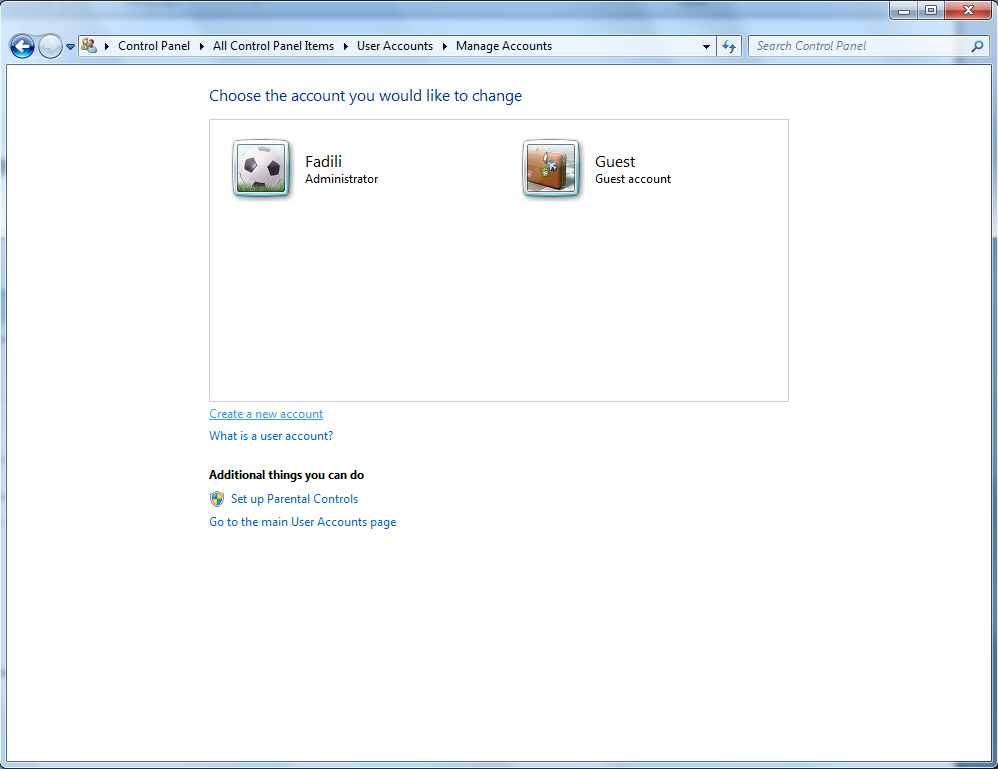 Control Panel
All Control Panel Items
User Accounts
Manage Accounts
Search Control Panel
Choose the account you would like to change
Fadili
Administrator
Guest
Guest account
Create a new account
What is a user account?
Additional things you can do
Set up Parental Controls
Go to the main User Accounts page